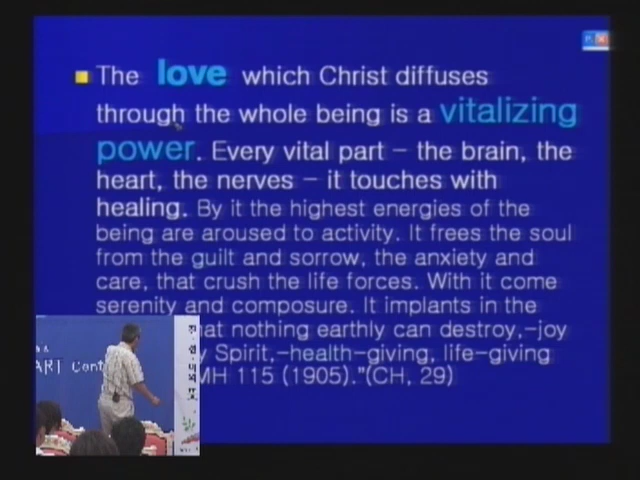 The love which Christ diffuses
through the whole being is a vitalizing
power. Every vital part – the brain, the
heart, the nerves – it touches with
healing. By it the highest energies of the
being are aroused to activity. It frees the soul
from the guilt and sorrow, the anxiety and
care, that crush the life forces. With it come
serenity and composure. It implants in the
hat nothing earthly can destroy,–joy
y Spirit,–health-giving, life-giving
MH 115 (1905)."(CH, 29)
ART Cent